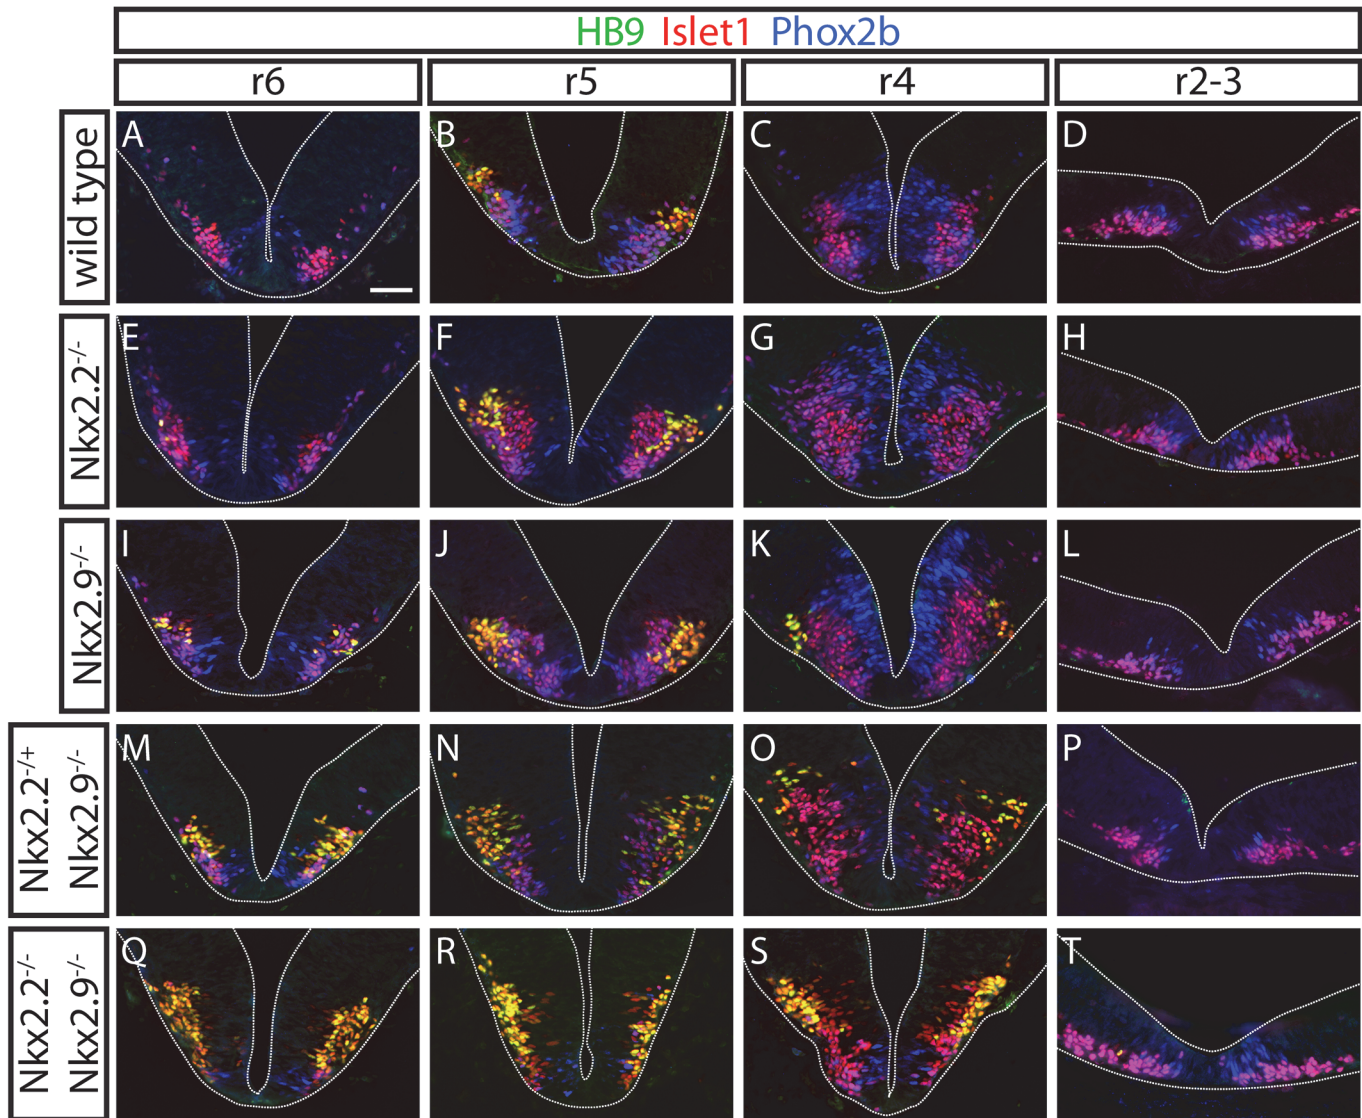 HB9 Islet1 Phox2b
r6 r5 r4 r2-3
wild type
A B C D
Nkx2.2-/-
E F G H
Nkx2.9-/-
I J K L
Nkx2.2-/+
Nkx2.9-/-
M N O P
Nkx2.2-/-
Nkx2.9-/-
Q R S T